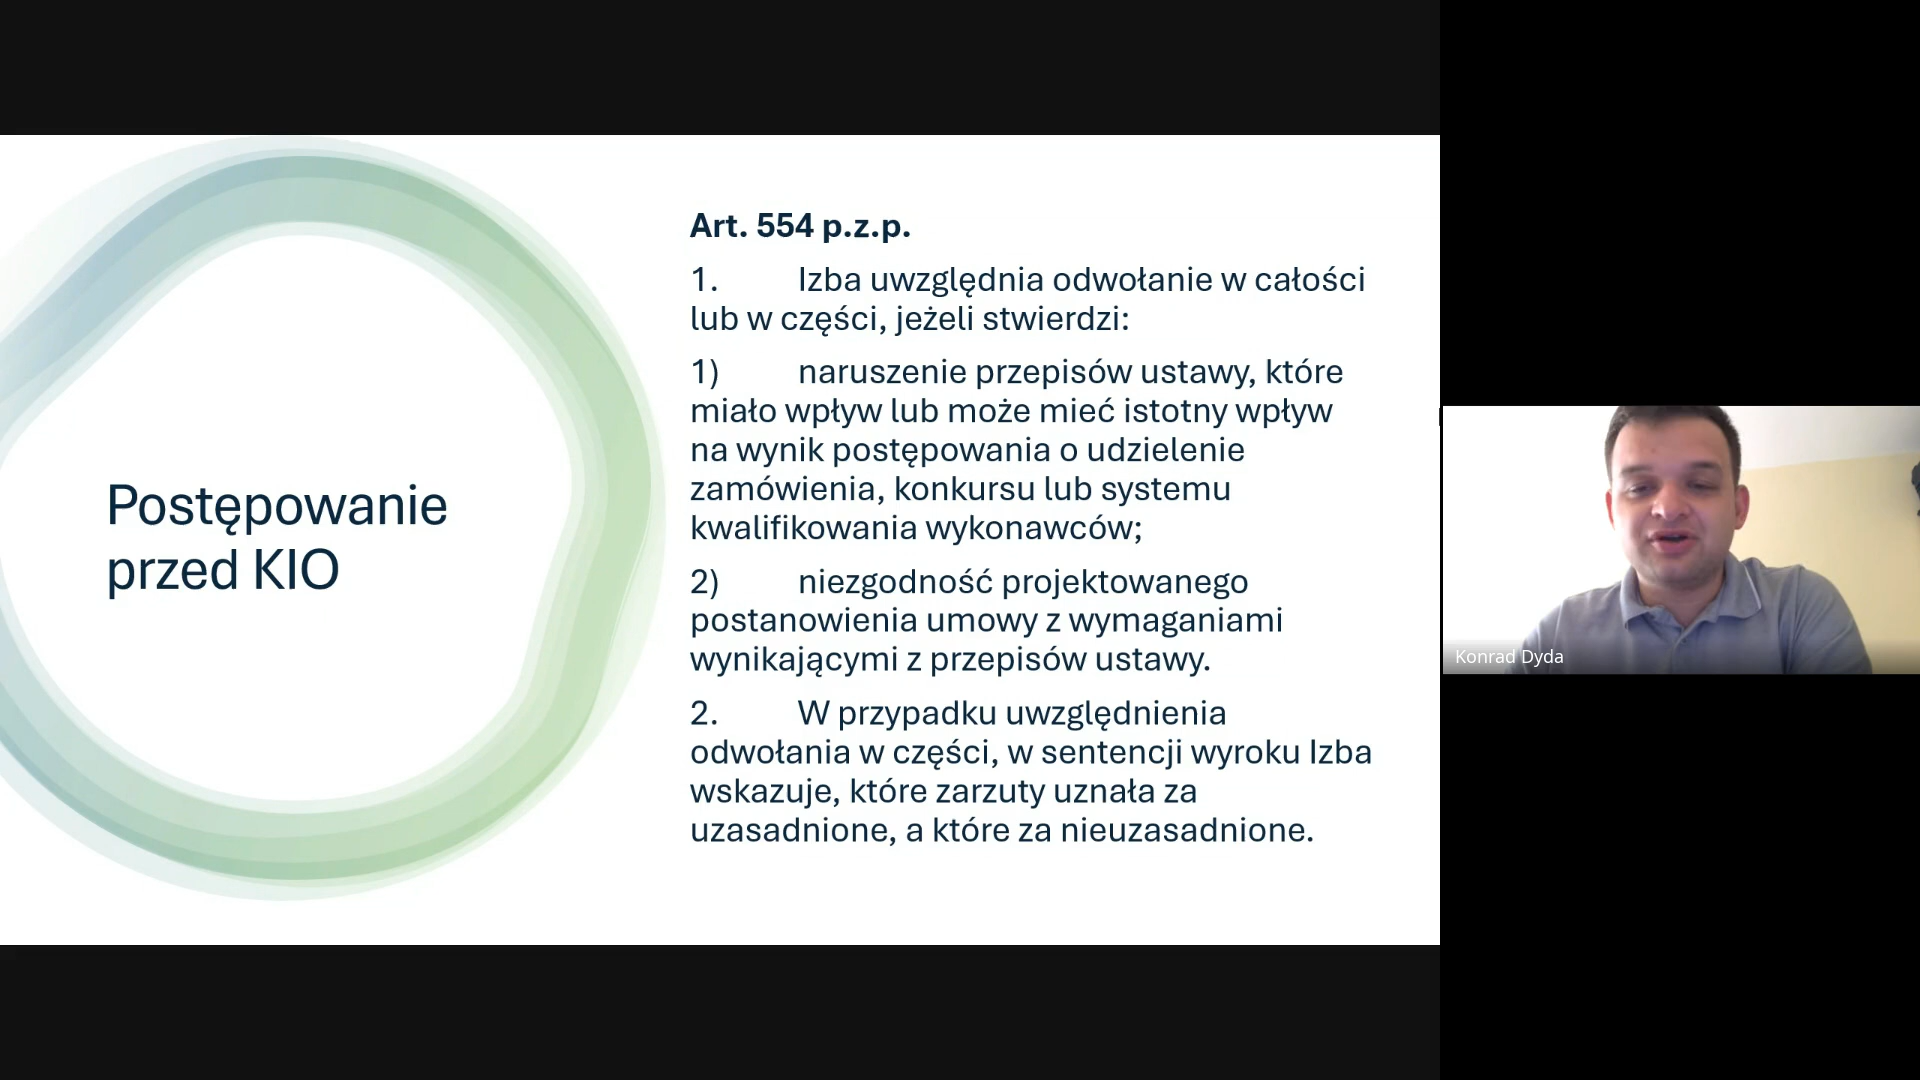 Postępowanie
przed KIO
Art. 554 p.z.p.
1. Izba uwzględnia odwołanie w całości
lub w części, jeżeli stwierdzi:
1) naruszenie przepisów ustawy, które
miało wpływ lub może mieć istotny wpływ
na wynik postępowania o udzielenie
zamówienia, konkursu lub systemu
kwalifikowania wykonawców;
2) niezgodność projektowanego
postanowienia umowy z wymaganiami
wynikającymi z przepisów ustawy.
2. W przypadku uwzględnienia
odwołania w części, w sentencji wyroku Izba
wskazuje, które zarzuty uznała za
uzasadnione, a które za nieuzasadnione.
Konrad Dyda